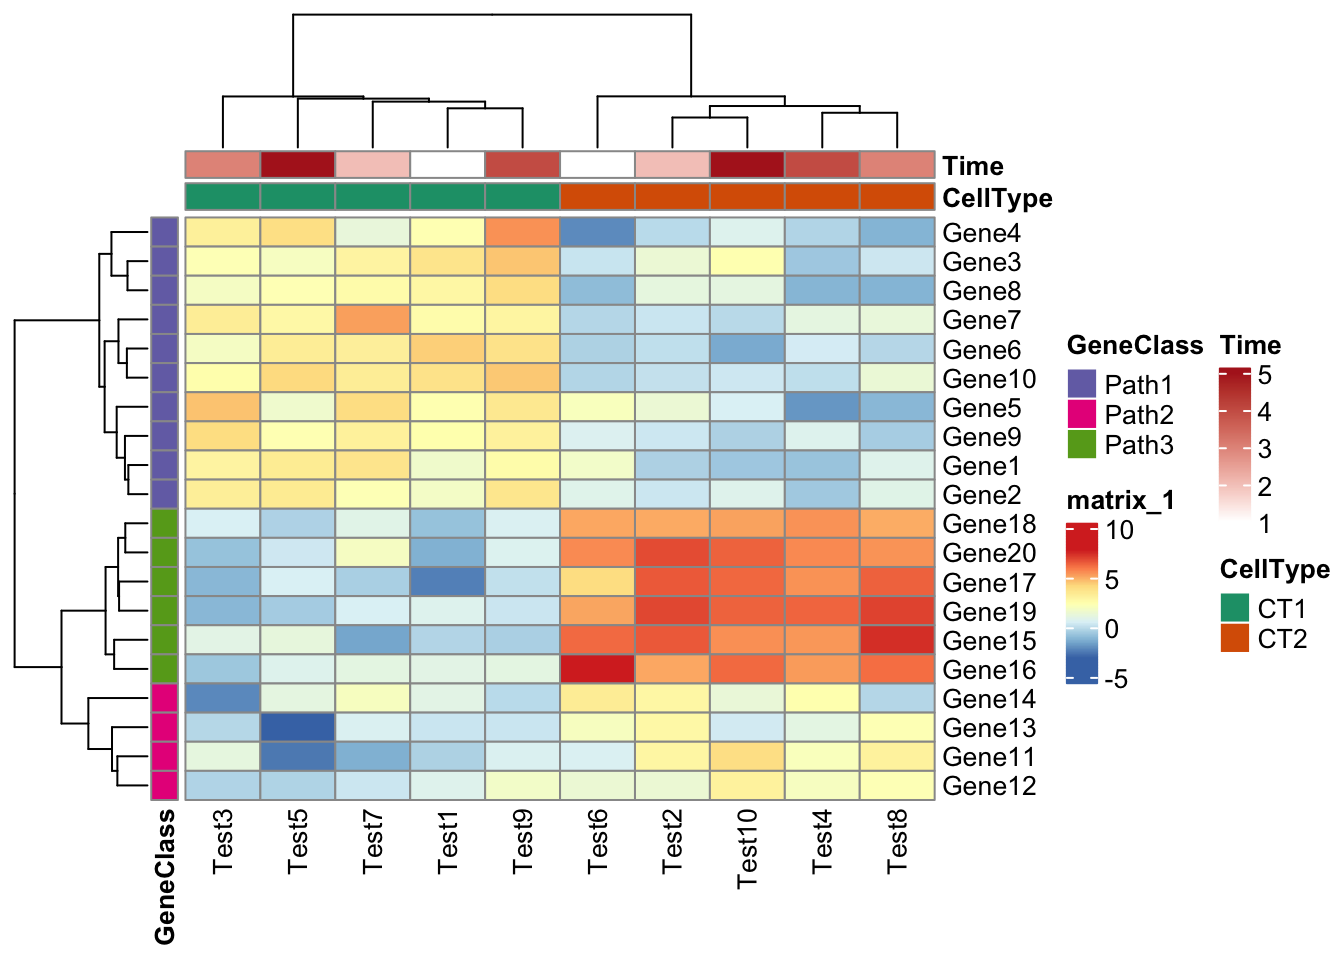 Time
CellType
Gene4
Gene3
Gene8
Gene7
Gene6
Gene10
Gene5
Gene9
Gene1
Gene2
Gene18
Gene20
Gene17
Gene19
Gene15
Gene16
Gene14
Gene13
Gene11
Gene12
GeneClass
Test3
Test5
Test7
Test1
Test9
Test6
Test2
Test10
Test4
Test8
GeneClass
Path1
Path2
Path3
matrix_1
10
5
0
-5
Time
5
4
3
2
1
CellType
CT1
CT2